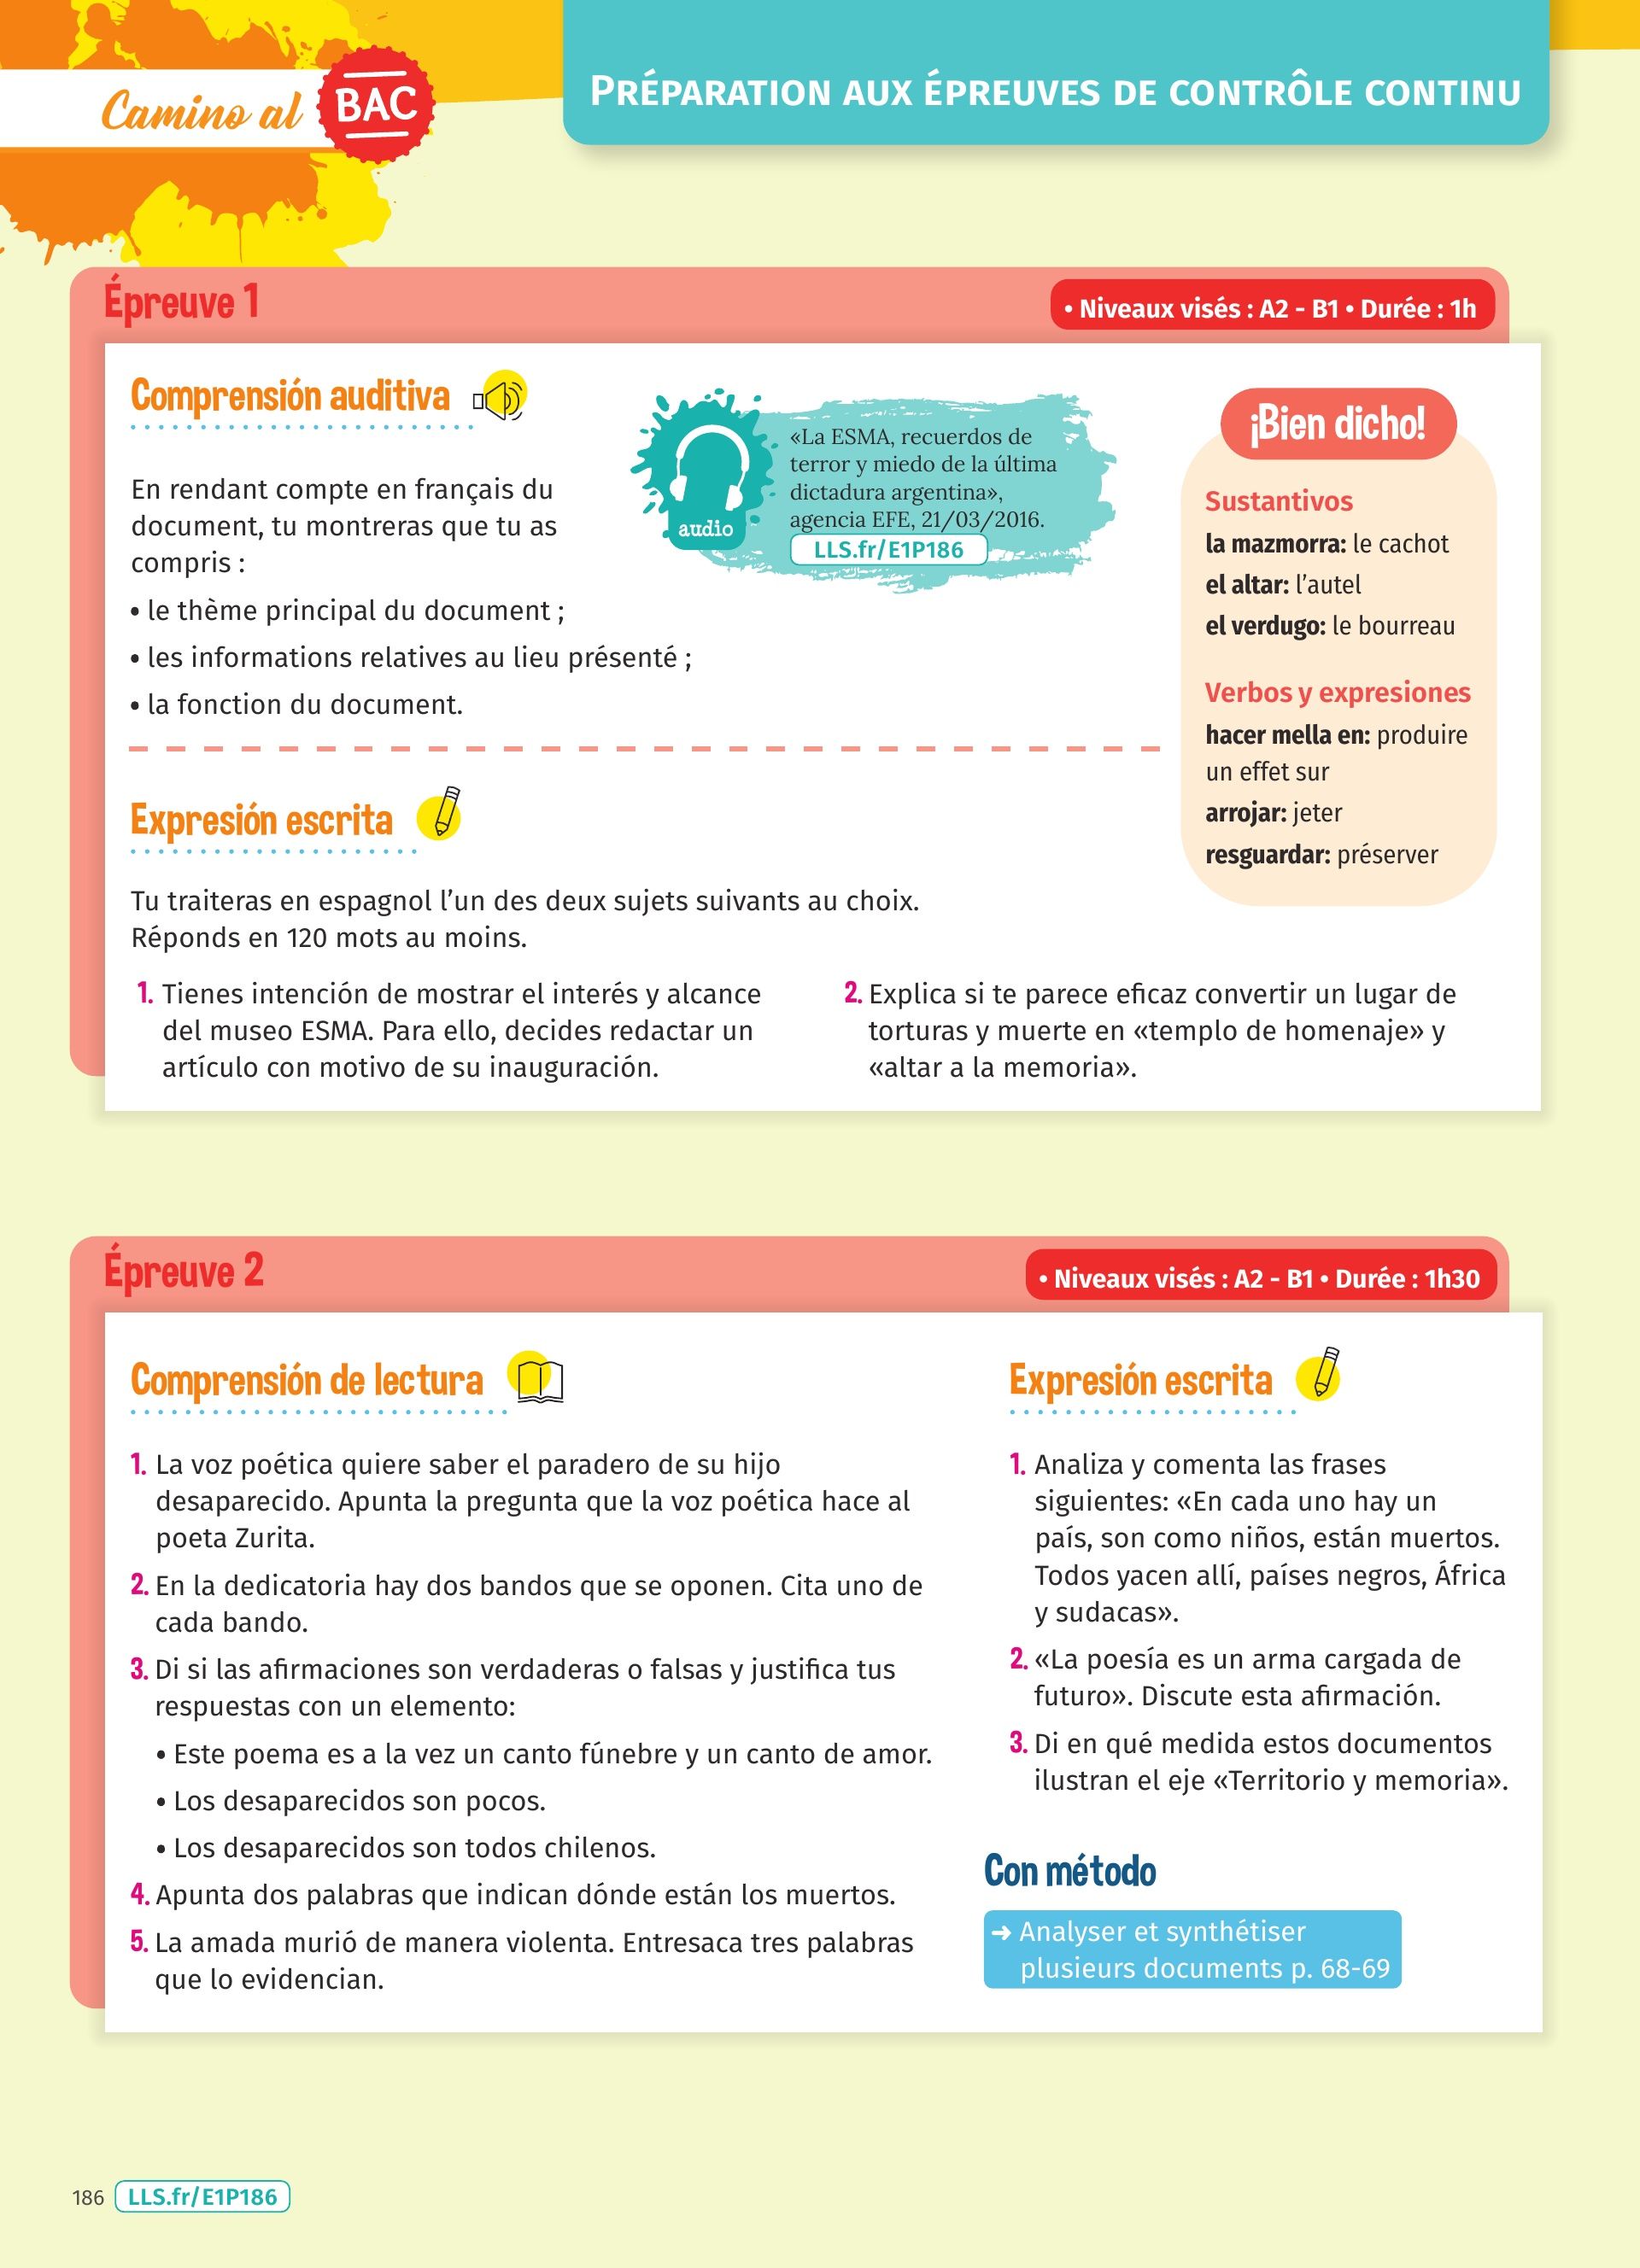 Camino al BAC
PRÉPARATION AUX ÉPREUVES DE CONTRÔLE CONTINU
Épreuve 1
• Niveaux visés : A2 - B1 • Durée : 1h
Comprensión auditiva
En rendant compte en français du
document, tu montreras que tu as
compris :
• le thème principal du document ;
• les informations relatives au lieu présenté ;
• la fonction du document.
audio
«La ESMA, recuerdos de
terror y miedo de la última
dictadura argentina»,
agencia EFE, 21/03/2016.
LLS.fr/E1P186
¡Bien dicho!
Sustantivos
la mazmorra: le cachot
el altar: l’autel
el verdugo: le bourreau
Verbos y expresiones
hacer mella en: produire
un effet sur
arrojar: jeter
resguardar: préserver
Expresión escrita
Tu traiteras en espagnol l’un des deux sujets suivants au choix.
Réponds en 120 mots au moins.
1. Tienes intención de mostrar el interés y alcance
del museo ESMA. Para ello, decides redactar un
artículo con motivo de su inauguración.
2. Explica si te parece eficaz convertir un lugar de
torturas y muerte en «templo de homenaje» y
«altar a la memoria».
Épreuve 2
• Niveaux visés : A2 - B1 • Durée : 1h30
Comprensión de lectura
1. La voz poética quiere saber el paradero de su hijo
desaparecido. Apunta la pregunta que la voz poética hace al
poeta Zurita.
2. En la dedicatoria hay dos bandos que se oponen. Cita uno de
cada bando.
3. Di si las afirmaciones son verdaderas o falsas y justifica tus
respuestas con un elemento:
• Este poema es a la vez un canto fúnebre y un canto de amor.
• Los desaparecidos son pocos.
• Los desaparecidos son todos chilenos.
4. Apunta dos palabras que indican dónde están los muertos.
5. La amada murió de manera violenta. Entresaca tres palabras
que lo evidencian.
Expresión escrita
1. Analiza y comenta las frases
siguientes: «En cada uno hay un
país, son como niños, están muertos.
Todos yacen allí, países negros, África
y sudacas».
2. «La poesía es un arma cargada de
futuro». Discute esta afirmación.
3. Di en qué medida estos documentos
ilustran el eje «Territorio y memoria».
Con método
➜ Analyser et synthétiser
plusieurs documents p. 68-69
186 LLS.fr/E1P186